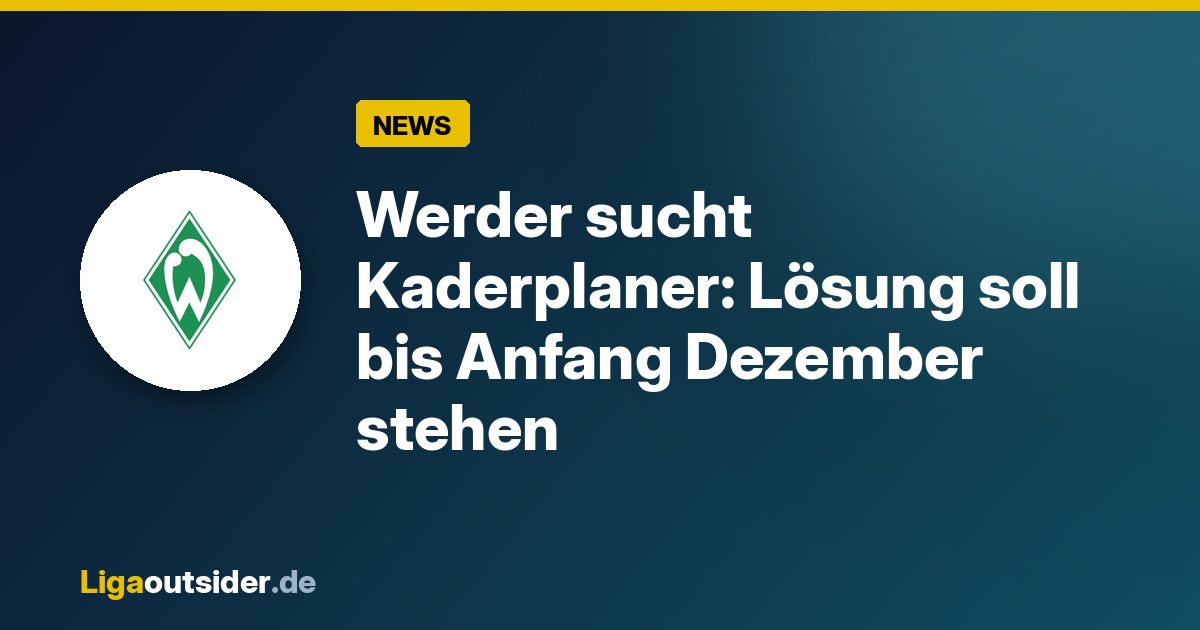 NEWS
Werder sucht
Kaderplaner: Lösung soll
bis Anfang Dezember
stehen
W
Ligaoutsider.de